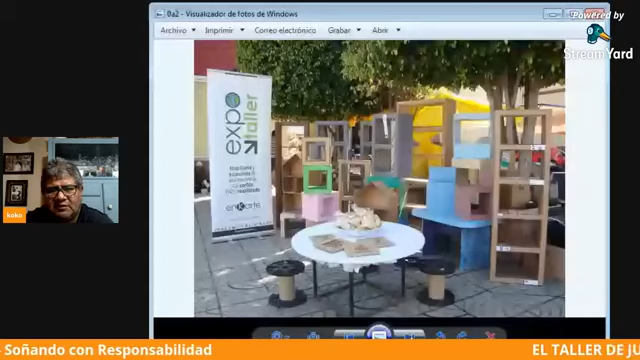 0a2 - Visualizador de fotos de Windows
Powered by
StreamYard
Archivo Imprimir Correo electrónico Grabar Abrir
expo
taller
enKarte
koko
- Soñando con Responsabilidad
EL TALLER DE JU